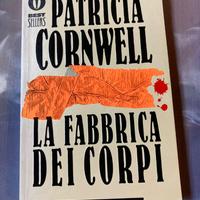 PATRICIA
CORNWELL
BEST
SELLERS
LA FABBRICA
DEI CORPI